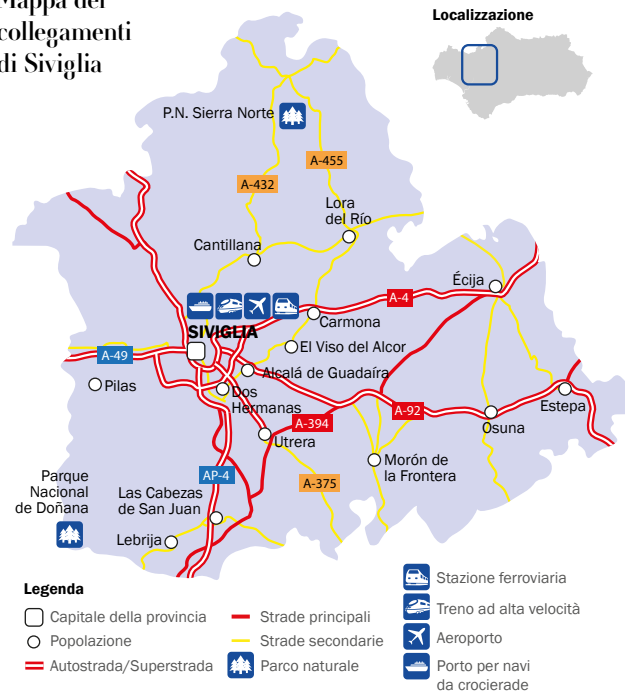 Mappa dei
collegamenti
di Siviglia
Localizzazione
P.N. Sierra Norte
A-455
A-432
Lora
del Río
Cantillana
Écija
A-4
Carmona
SIVIGLIA
El Viso del Alcor
A-49
Alcalá de Guadaíra
Pilas
Dos
Hermanas
Estepa
A-92
A-394
Osuna
Utrera
Morón de
la Frontera
Parque
Nacional
de Doñana
AP-4
A-375
Las Cabezas
de San Juan
Lebrija
Legenda
Capitale della provincia
Popolazione
Autostrada/Superstrada
Strade principali
Strade secondarie
Parco naturale
Stazione ferroviaria
Treno ad alta velocità
Aeroporto
Porto per navi
da crocierade